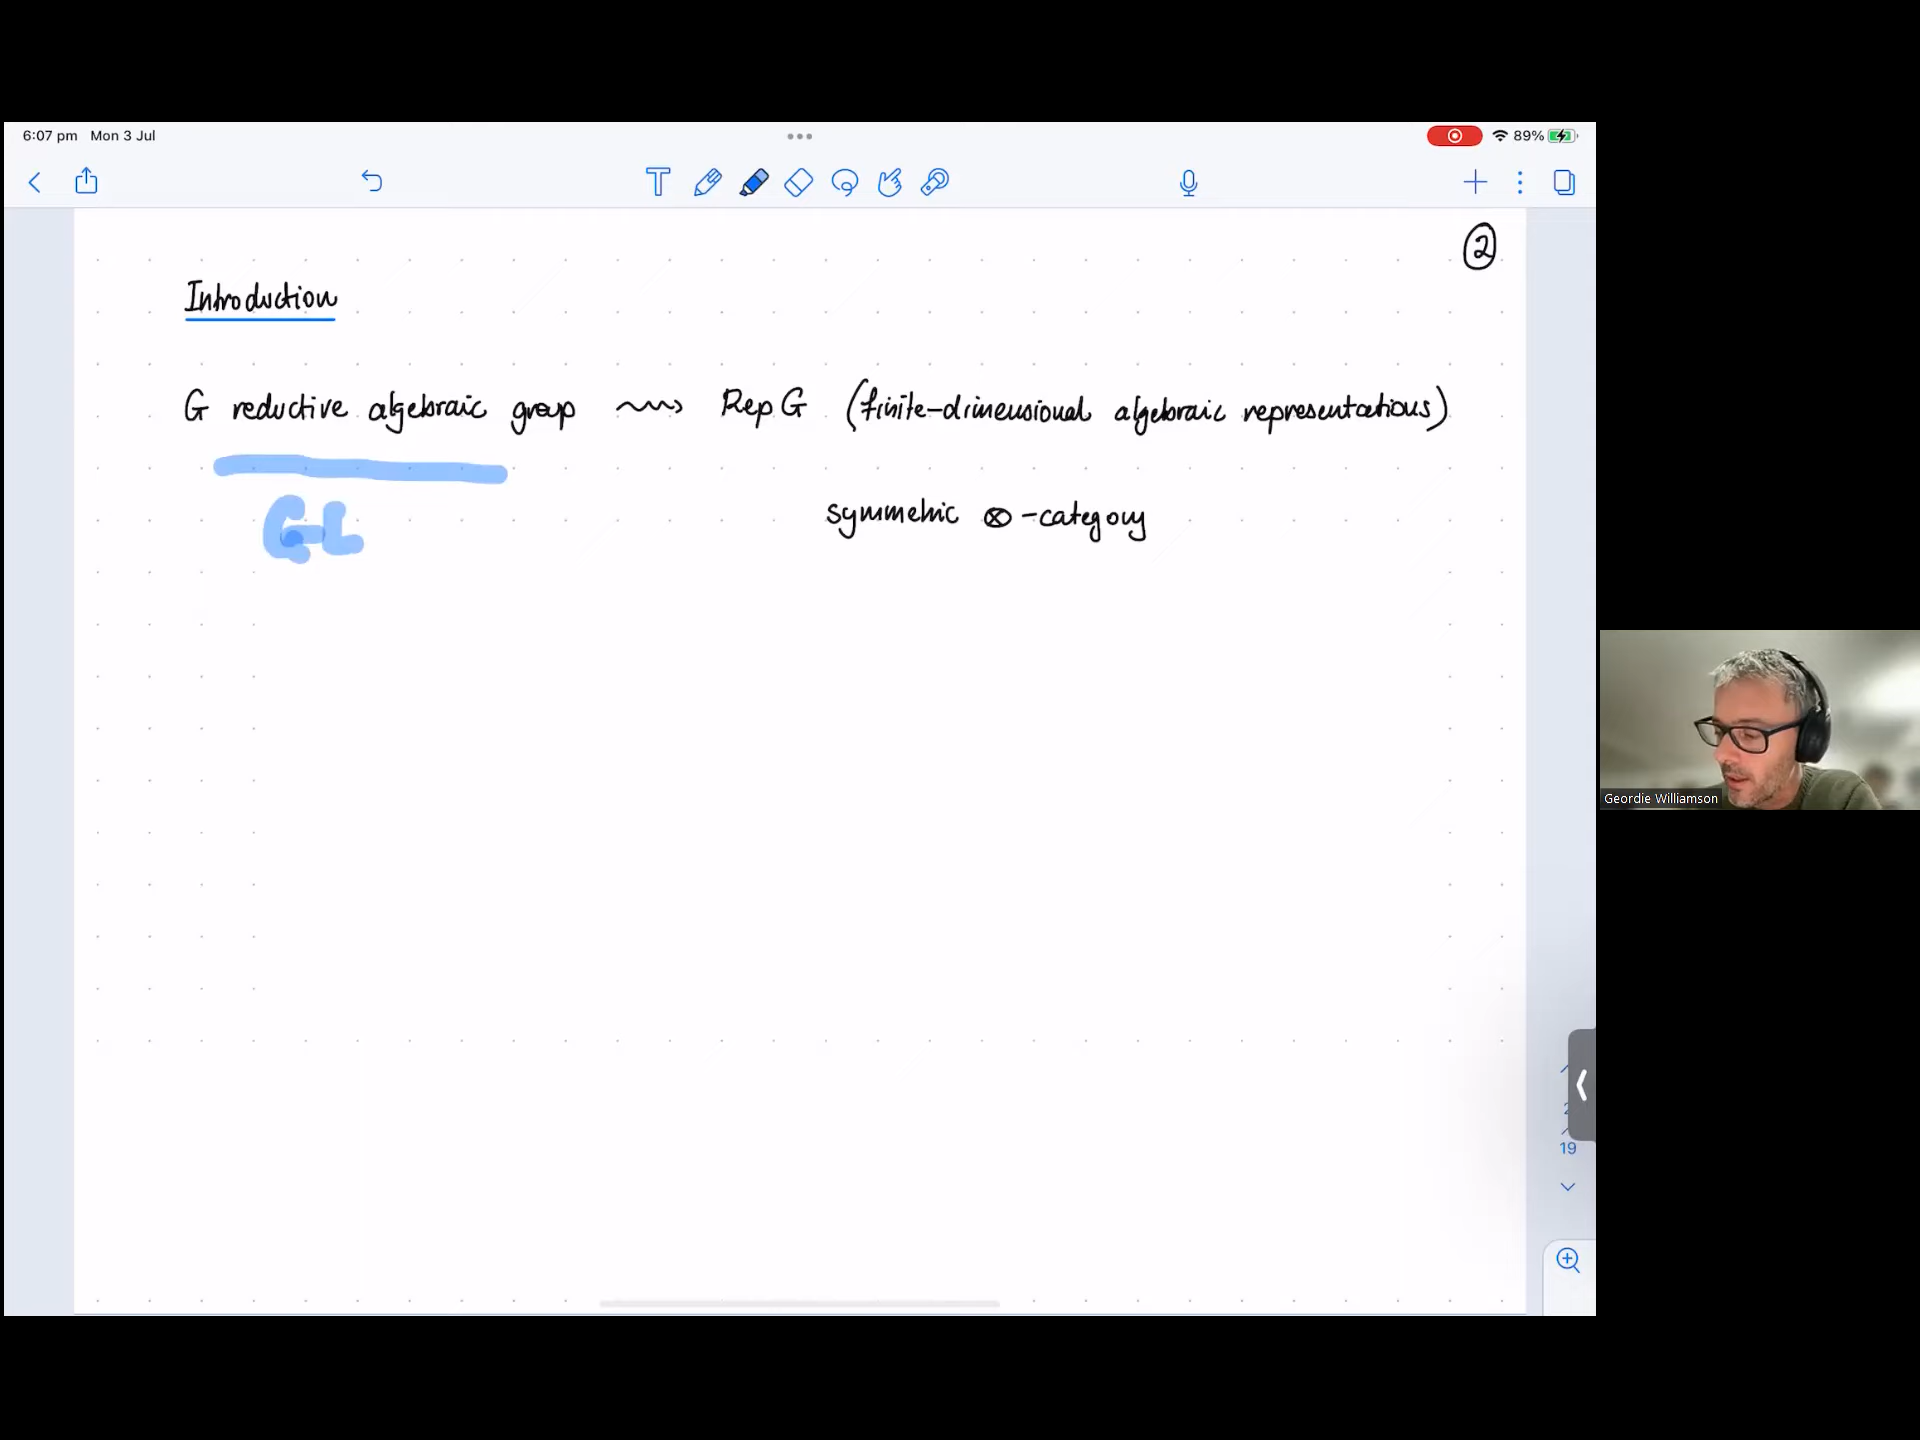 6:07 pm Mon 3 Jul
89%
2
Introduction
G reductive algebraic group ⟿ Rep G (finite-dimensional algebraic representations)
GL
symmetric ⊗-category
Geordie Williamson
19